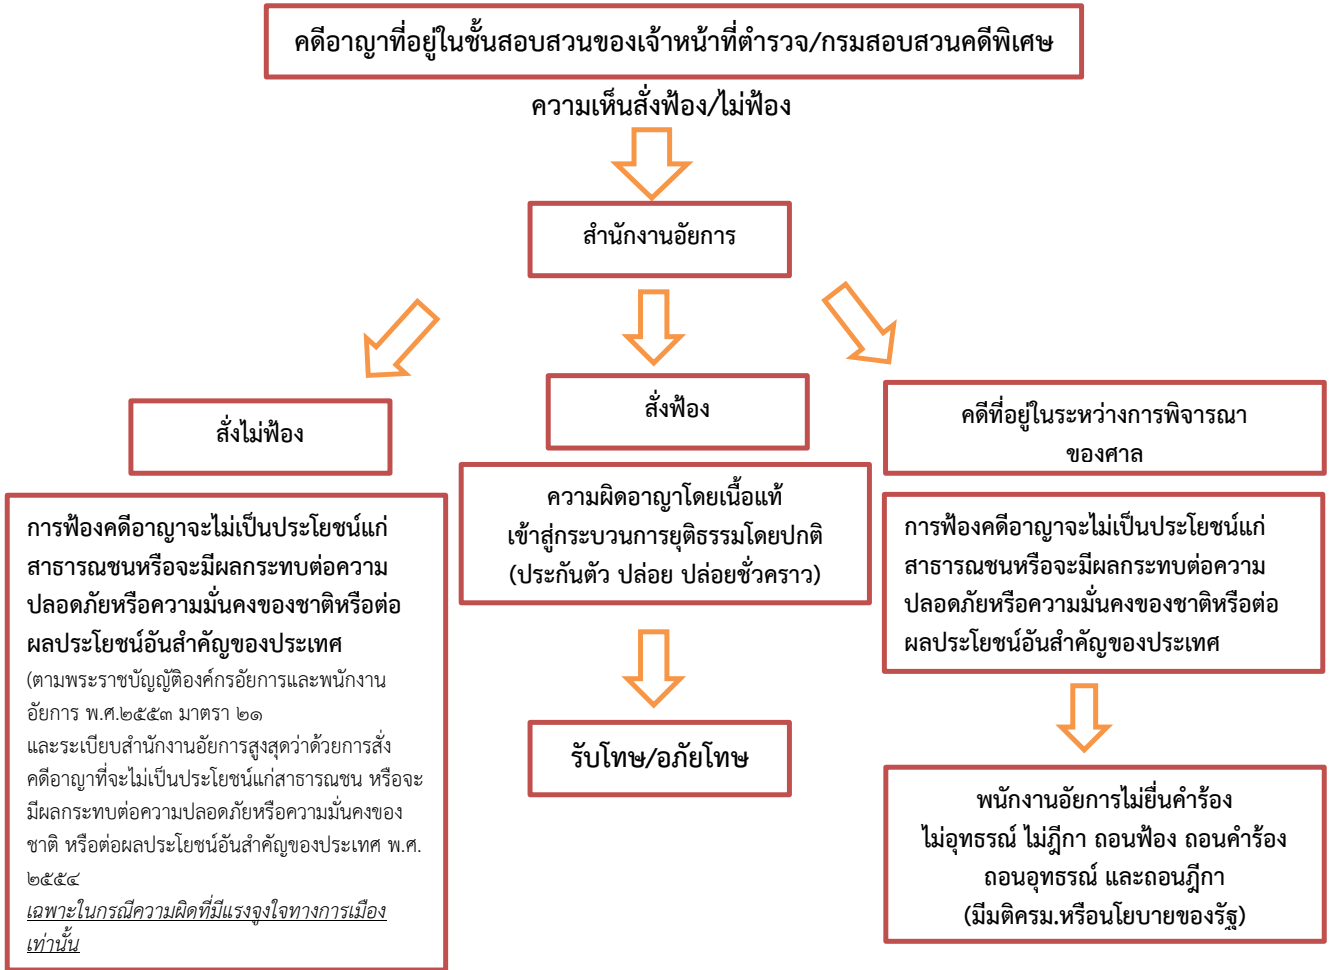 คดีอาญาที่อยู่ในชั้นสอบสวนของเจ้าหน้าที่ตำรวจ/กรมสอบสวนคดีพิเศษ
ความเห็นสั่งฟ้อง/ไม่ฟ้อง
สำนักงานอัยการ
สั่งไม่ฟ้อง
การฟ้องคดีอาญาจะไม่เป็นประโยชน์แก่
สาธารณชนหรือจะมีผลกระทบต่อความ
ปลอดภัยหรือความมั่นคงของชาติหรือต่อ
ผลประโยชน์อันสำคัญของประเทศ
(ตามพระราชบัญญัติองค์กรอัยการและพนักงาน
อัยการ พ.ศ.๒๕๕๓ มาตรา ๒๑
และระเบียบสำนักงานอัยการสูงสุดว่าด้วยการสั่ง
คดีอาญาที่จะไม่เป็นประโยชน์แก่สาธารณชน หรือจะ
มีผลกระทบต่อความปลอดภัยหรือความมั่นคงของ
ชาติ หรือต่อผลประโยชน์อันสำคัญของประเทศ พ.ศ.
๒๕๕๔
เฉพาะในกรณีความผิดที่มีแรงจูงใจทางการเมือง
เท่านั้น
สั่งฟ้อง
ความผิดอาญาโดยเนื้อแท้
เข้าสู่กระบวนการยุติธรรมโดยปกติ
(ประกันตัว ปล่อย ปล่อยชั่วคราว)
รับโทษ/อภัยโทษ
คดีที่อยู่ในระหว่างการพิจารณา
ของศาล
การฟ้องคดีอาญาจะไม่เป็นประโยชน์แก่
สาธารณชนหรือจะมีผลกระทบต่อความ
ปลอดภัยหรือความมั่นคงของชาติหรือต่อ
ผลประโยชน์อันสำคัญของประเทศ
พนักงานอัยการไม่ยื่นคำร้อง
ไม่อุทธรณ์ ไม่ฎีกา ถอนฟ้อง ถอนคำร้อง
ถอนอุทธรณ์ และถอนฎีกา
(มีมติครม.หรือนโยบายของรัฐ)